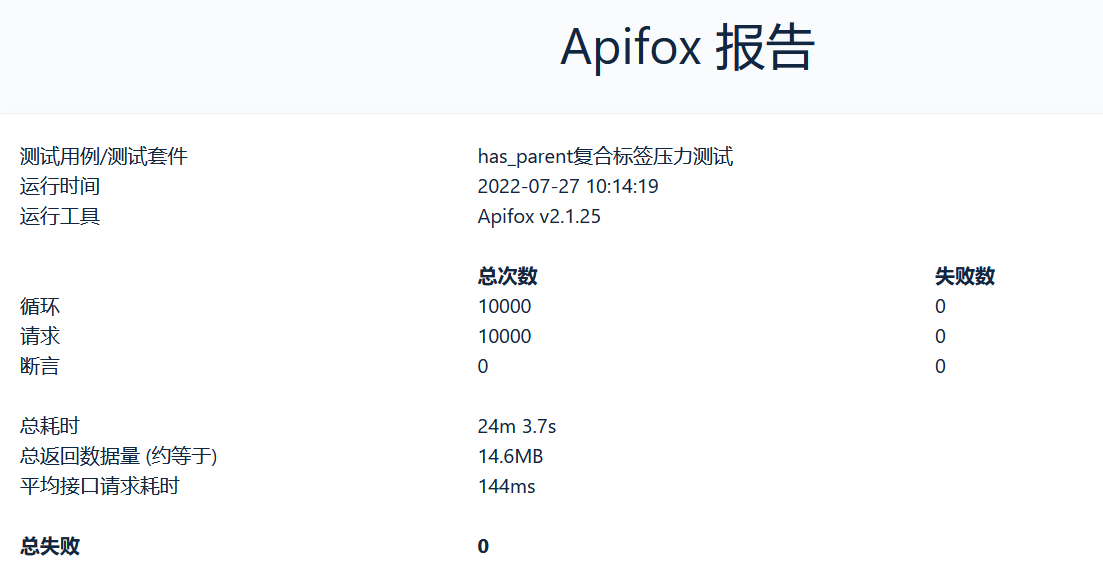 Apifox 报告
测试用例/测试套件 has_parent复合标签压力测试
运行时间 2022-07-27 10:14:19
运行工具 Apifox v2.1.25
总次数 失败数
循环 10000 0
请求 10000 0
断言 0 0
总耗时 24m 3.7s
总返回数据量 (约等于) 14.6MB
平均接口请求耗时 144ms
总失败 0